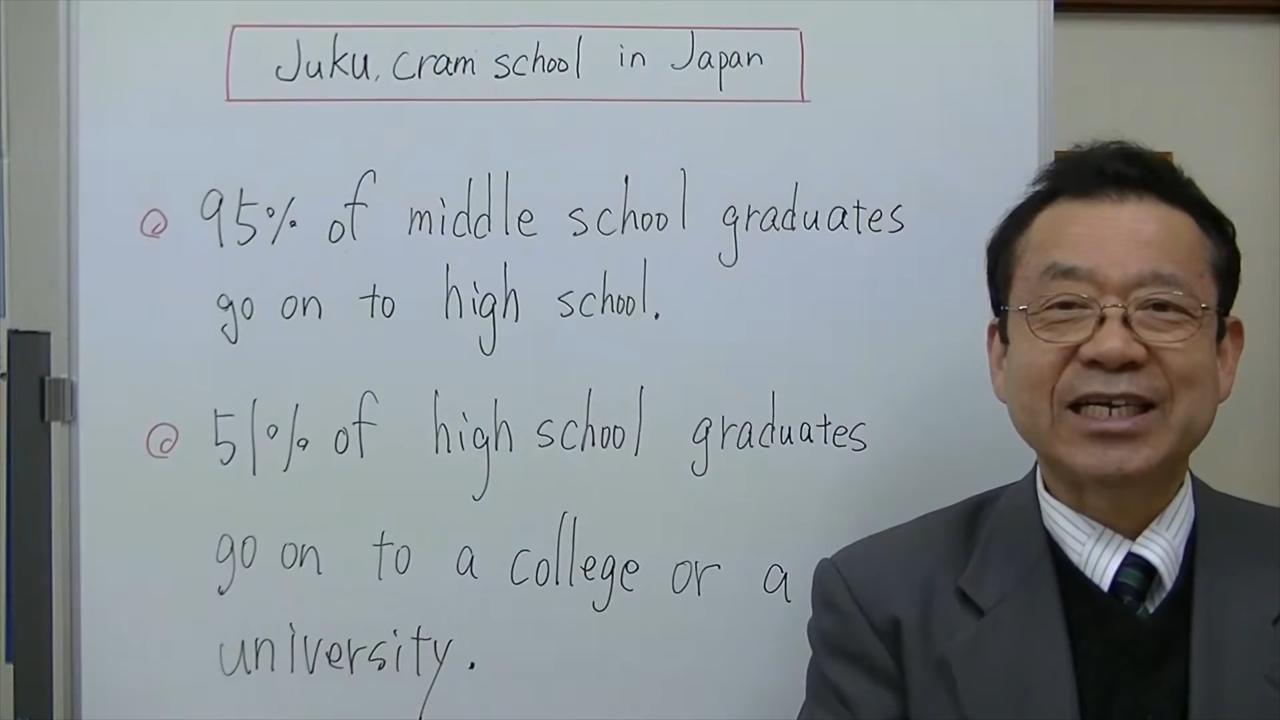 Juku, cram school in Japan
95% of middle school graduates
go on to high school.
51% of high school graduates
go on to a college or a
university.